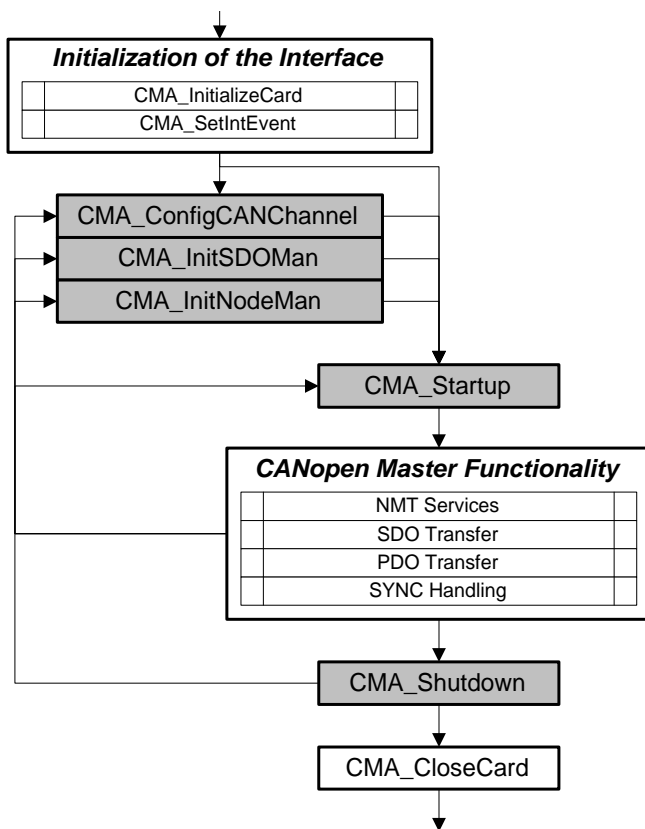 Initialization of the Interface
CMA_InitializeCard
CMA_SetIntEvent
CMA_ConfigCANChannel
CMA_InitSDOMan
CMA_InitNodeMan
CMA_Startup
CANopen Master Functionality
NMT Services
SDO Transfer
PDO Transfer
SYNC Handling
CMA_Shutdown
CMA_CloseCard